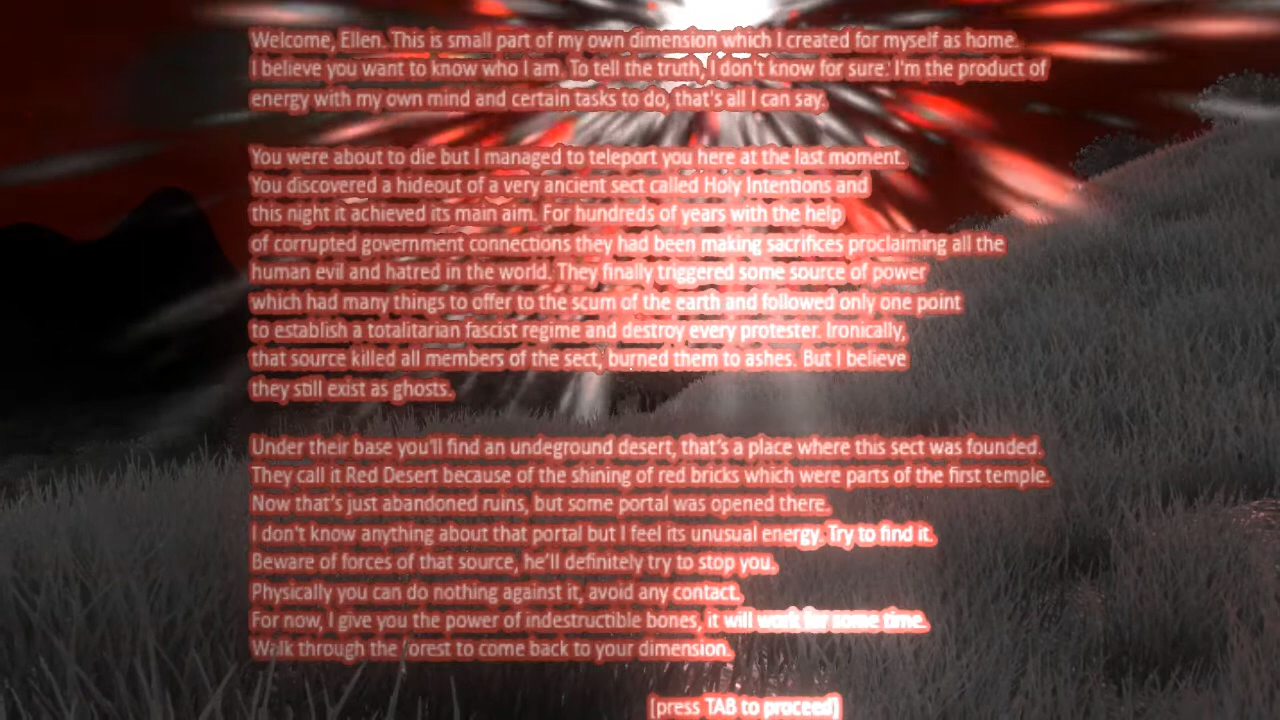 Welcome, Ellen. This is small part of my own dimension which I created for myself as home.
I believe you want to know who I am. To tell the truth, I don't know for sure. I'm the product of
energy with my own mind and certain tasks to do, that's all I can say.
You were about to die but I managed to teleport you here at the last moment.
You discovered a hideout of a very ancient sect called Holy Intentions and
this night it achieved its main aim. For hundreds of years with the help
of corrupted government connections they had been making sacrifices proclaiming all the
human evil and hatred in the world. They finally triggered some source of power
which had many things to offer to the scum of the earth and followed only one point
to establish a totalitarian fascist regime and destroy every protester. Ironically,
that source killed all members of the sect, burned them to ashes. But I believe
they still exist as ghosts.
Under their base you'll find an undeground desert, that's a place where this sect was founded.
They call it Red Desert because of the shining of red bricks which were parts of the first temple.
Now that's just abandoned ruins, but some portal was opened there.
I don't know anything about that portal but I feel its unusual energy. Try to find it.
Beware of forces of that source, he'll definitely try to stop you.
Physically you can do nothing against it, avoid any contact.
For now, I give you the power of indestructible bones, it will work for some time.
Walk through the forest to come back to your dimension.
[press TAB to proceed]